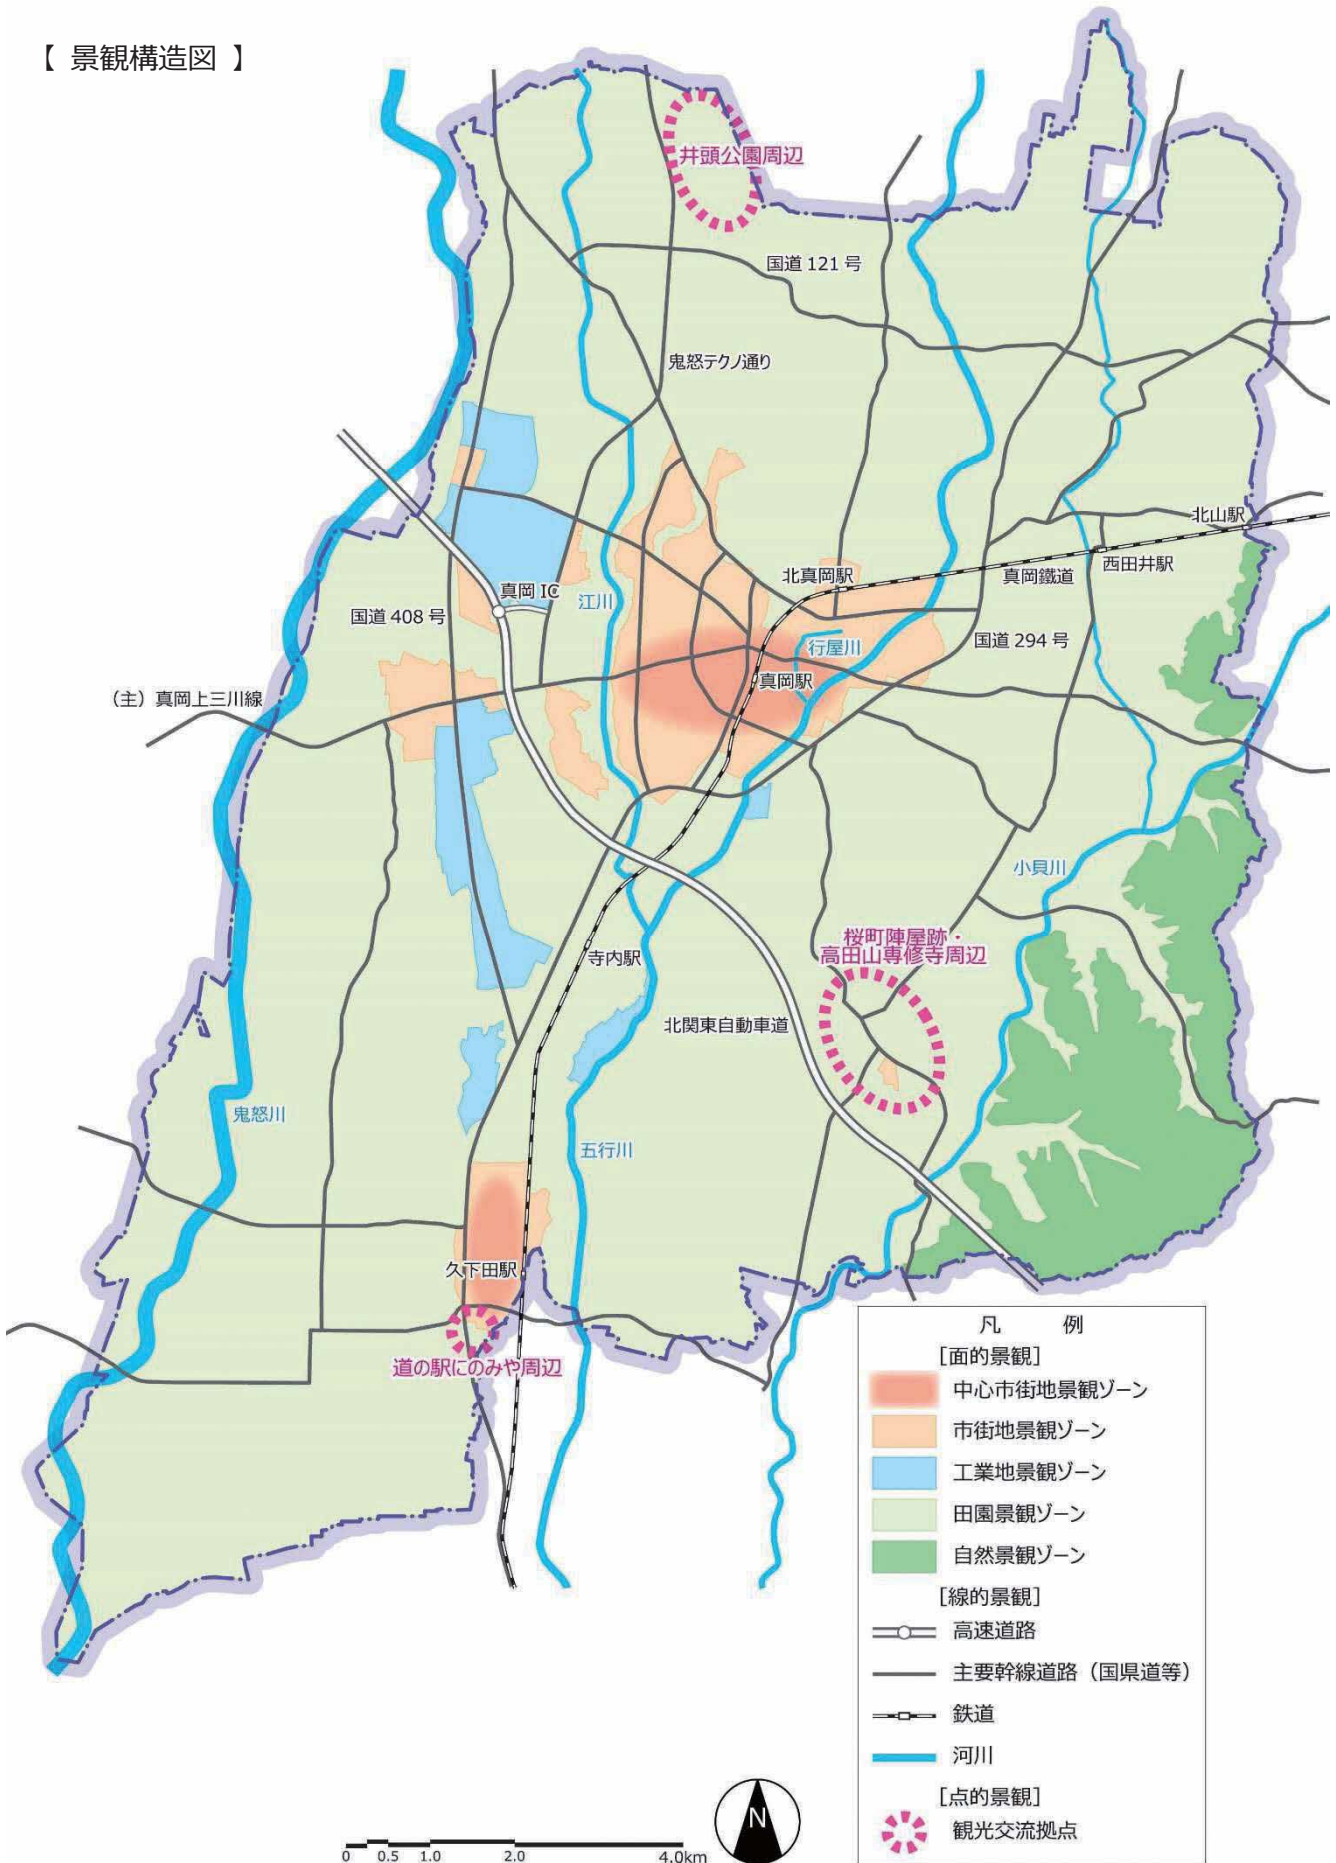 【 景観構造図 】
井頭公園周辺
国道 121 号
鬼怒テクノ通り
北山駅
西田井駅
真岡鐵道
北真岡駅
真岡 IC
江川
国道 408 号
行屋川
国道 294 号
真岡駅
（主）真岡上三川線
小貝川
桜町陣屋跡・
高田山専修寺周辺
寺内駅
北関東自動車道
鬼怒川
五行川
久下田駅
道の駅にのみや周辺
凡 例
[面的景観]
中心市街地景観ゾーン
市街地景観ゾーン
工業地景観ゾーン
田園景観ゾーン
自然景観ゾーン
[線的景観]
高速道路
主要幹線道路（国県道等）
鉄道
河川
[点的景観]
観光交流拠点
N
0 0.5 1.0 2.0 4.0km